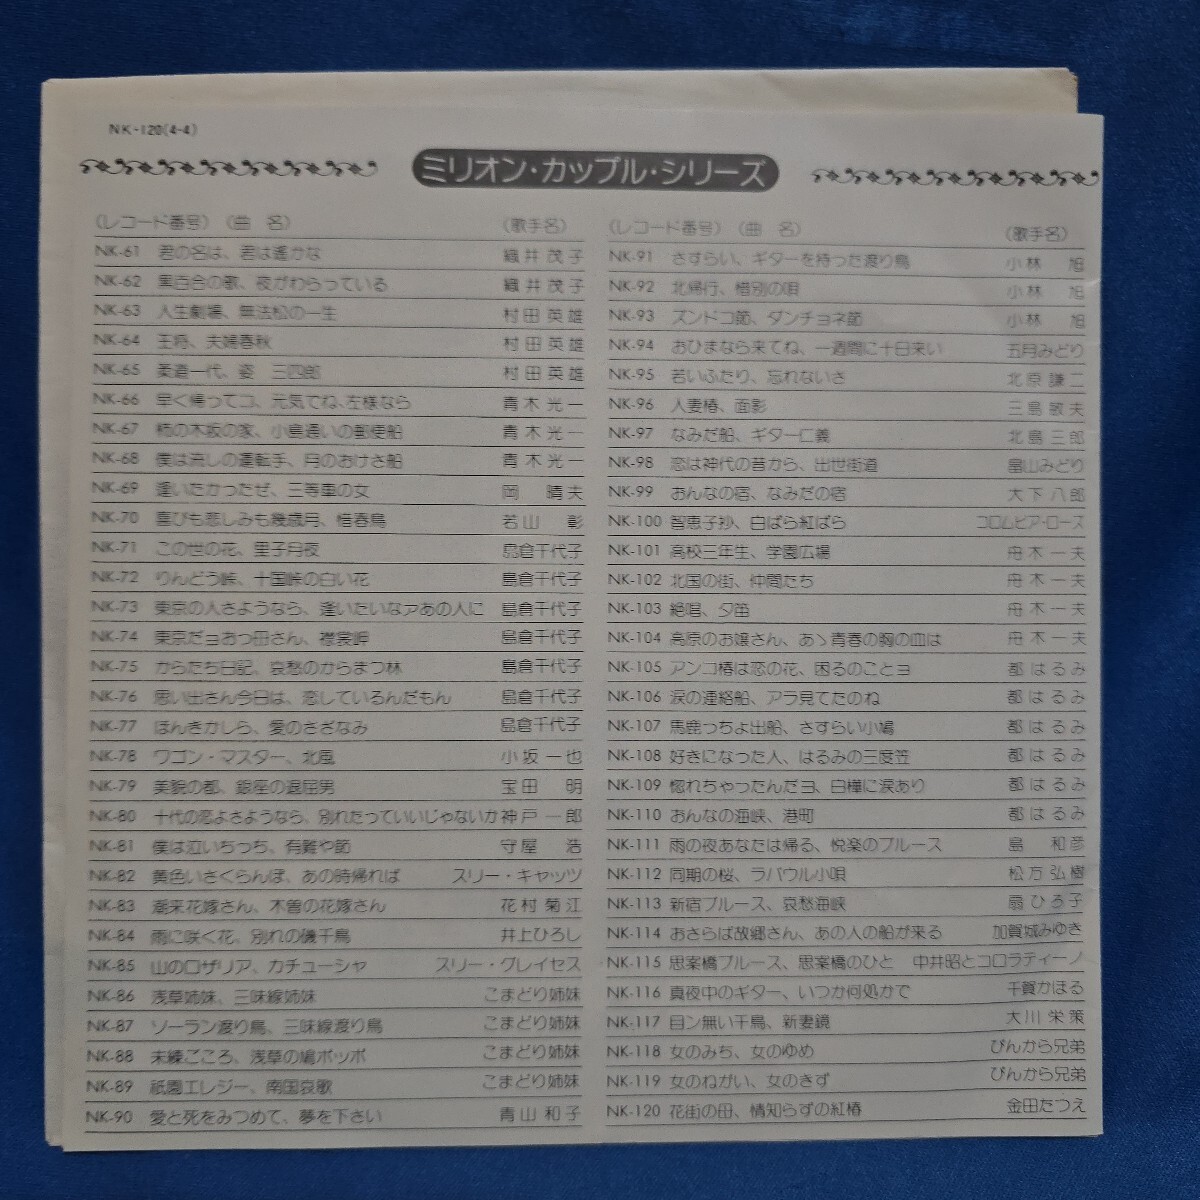 NK-120(4-4)
ミリオン・カップル・シリーズ
(レコード番号) (曲 名) (歌手名)
NK-61 君の名は、君は遙かな 織井茂子
NK-62 黒百合の歌、夜がわらっている 織井茂子
NK-63 人生劇場、無法松の一生 村田英雄
NK-64 王将、夫婦春秋 村田英雄
NK-65 柔道一代、姿 三四郎 村田英雄
NK-66 早く帰ってコ、元気でね、左様なら 青木光一
NK-67 柿の木坂の家、小島通いの郵便船 青木光一
NK-68 僕は流しの運転手、月のおけさ船 青木光一
NK-69 逢いたかったぜ、三等車の女 岡 晴夫
NK-70 喜びも悲しみも幾歳月、惜春鳥 若山 彰
NK-71 この世の花、里子月夜 島倉千代子
NK-72 りんどう峠、十国峠の白い花 島倉千代子
NK-73 東京の人さようなら、逢いたいなァあの人に 島倉千代子
NK-74 東京だョおっ母さん、襟裳岬 島倉千代子
NK-75 からたち日記、哀愁のからまつ林 島倉千代子
NK-76 思い出さん今日は、恋しているんだもん 島倉千代子
NK-77 ほんきかしら、愛のさざなみ 島倉千代子
NK-78 ワゴン・マスター、北風 小坂一也
NK-79 美貌の都、銀座の退屈男 宝田 明
NK-80 十代の恋よさようなら、別れたっていいじゃないか 神戸一郎
NK-81 僕は泣いちっち、有難や節 守屋 浩
NK-82 黄色いさくらんぼ、あの時帰れば スリー・キャッツ
NK-83 潮来花嫁さん、木曽の花嫁さん 花村菊江
NK-84 雨に咲く花、別れの磯千鳥 井上ひろし
NK-85 山のロザリア、カチューシャ スリー・グレイセス
NK-86 浅草姉妹、三味線姉妹 こまどり姉妹
NK-87 ソーラン渡り鳥、三味線渡り鳥 こまどり姉妹
NK-88 未練ごころ、浅草の鳩ポッポ こまどり姉妹
NK-89 祇園エレジー、南国哀歌 こまどり姉妹
NK-90 愛と死をみつめて、夢を下さい 青山和子
(レコード番号) (曲 名) (歌手名)
NK-91 さすらい、ギターを持った渡り鳥 小林 旭
NK-92 北帰行、惜別の唄 小林 旭
NK-93 ズンドコ節、ダンチョネ節 小林 旭
NK-94 おひまなら来てね、一週間に十日来い 五月みどり
NK-95 若いふたり、忘れないさ 北原謙二
NK-96 人妻椿、面影 三島敏夫
NK-97 なみだ船、ギター仁義 北島三郎
NK-98 恋は神代の昔から、出世街道 畠山みどり
NK-99 おんなの宿、なみだの宿 大下八郎
NK-100 智恵子抄、白ばら紅ばら コロムビア・ローズ
NK-101 高校三年生、学園広場 舟木一夫
NK-102 北国の街、仲間たち 舟木一夫
NK-103 絶唱、夕笛 舟木一夫
NK-104 高原のお嬢さん、あゝ青春の胸の血は 舟木一夫
NK-105 アンコ椿は恋の花、困るのことヨ 都はるみ
NK-106 涙の連絡船、アラ見てたのね 都はるみ
NK-107 馬鹿っちょ出船、さすらい小鳩 都はるみ
NK-108 好きになった人、はるみの三度笠 都はるみ
NK-109 惚れちゃったんだヨ、白樺に涙あり 都はるみ
NK-110 おんなの海峡、港町 都はるみ
NK-111 雨の夜あなたは帰る、悦楽のブルース 島 和彦
NK-112 同期の桜、ラバウル小唄 松方弘樹
NK-113 新宿ブルース、哀愁海峡 扇ひろ子
NK-114 おさらば故郷さん、あの人の船が来る 加賀城みゆき
NK-115 思案橋ブルース、思案橋のひと 中井昭とコロラティーノ
NK-116 真夜中のギター、いつか何処かで 千賀かほる
NK-117 目ン無い千鳥、新妻鏡 大川栄策
NK-118 女のみち、女のゆめ ぴんから兄弟
NK-119 女のねがい、女のきず ぴんから兄弟
NK-120 花街の母、情知らずの紅椿 金田たつえ